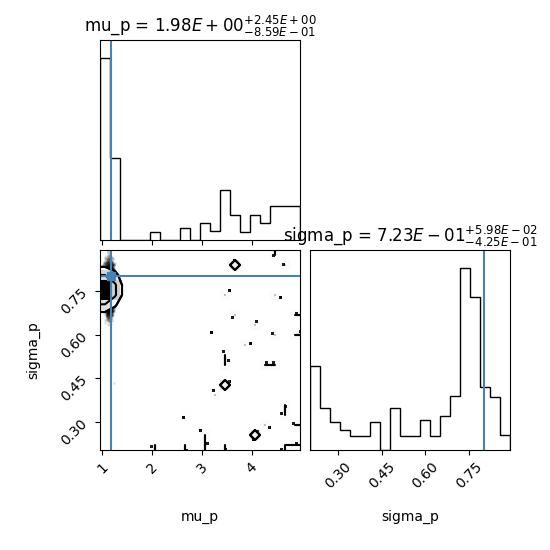 mu_p = 1.98E + 00+2.45E+00−8.59E−01
sigma_p = 7.23E − 01+5.98E−02−4.25E−01
sigma_p
0.75
0.60
0.45
0.30
1
2
3
4
mu_p
0.30
0.45
0.60
0.75
sigma_p